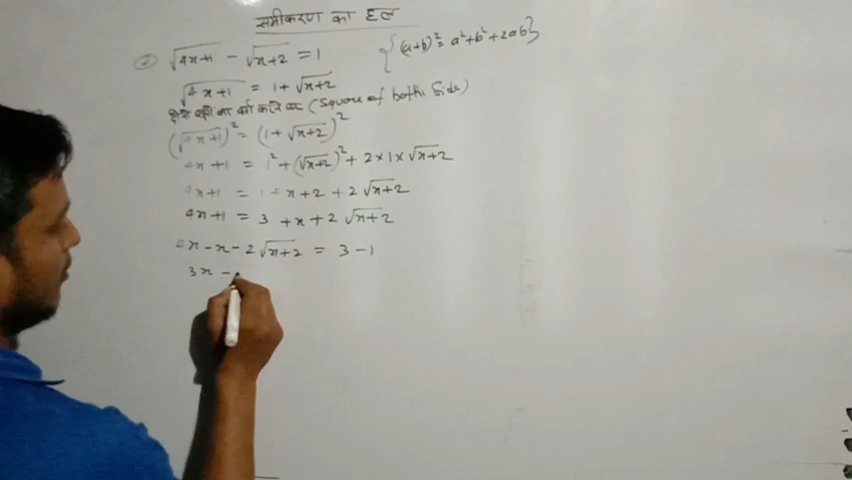 समीकरण का हल
② √4x+1 - √x+2 = 1 {(a+b)² = a²+b²+2ab}
√4x+1 = 1+√x+2
का वर्ग करने पर (Square of both Side)
(√4x+1)² = (1+√x+2)²
4x+1 = 1²+(√x+2)²+2×1×√x+2
4x+1 = 1+x+2+2√x+2
4x+1 = 3+x+2√x+2
x-x-2√x+2 = 3-1
3x -